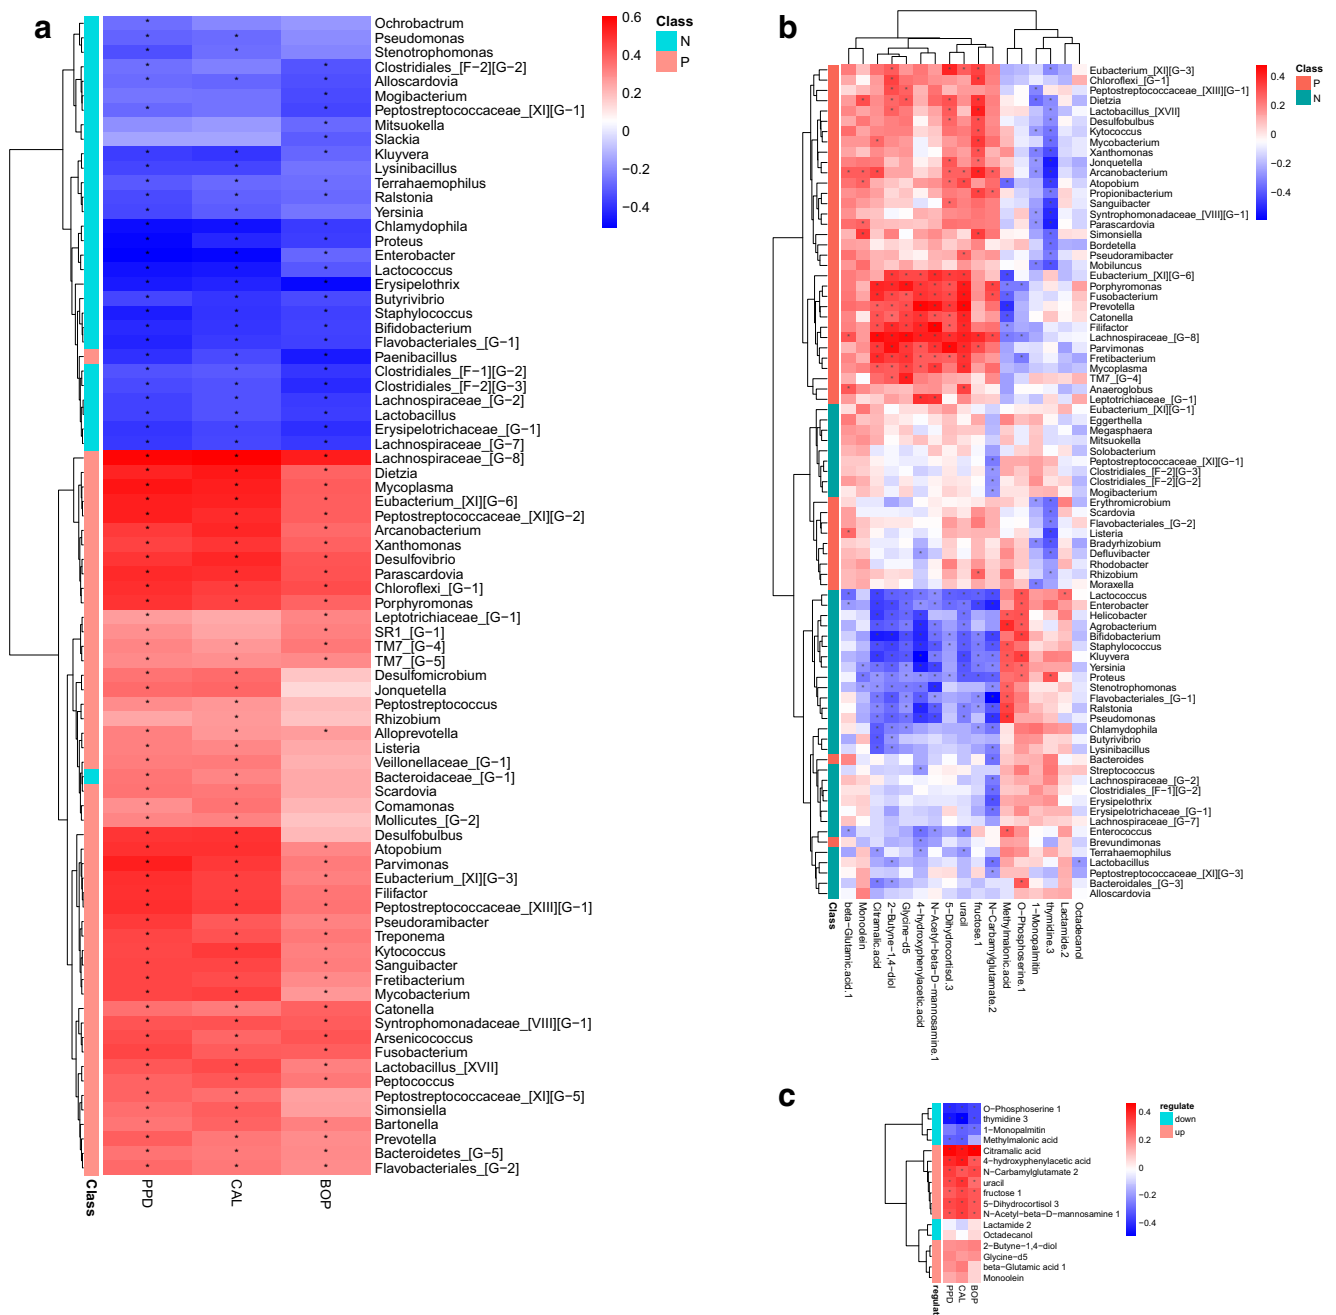 a
Ochrobactrum
Pseudomonas
Stenotrophomonas
Clostridiales_[F−2][G−2]
Alloscardovia
Mogibacterium
Peptostreptococcaceae_[XI][G−1]
Mitsuokella
Slackia
Kluyvera
Lysinibacillus
Terrahaemophilus
Ralstonia
Yersinia
Chlamydophila
Proteus
Enterobacter
Lactococcus
Erysipelothrix
Butyrivibrio
Staphylococcus
Bifidobacterium
Flavobacteriales_[G−1]
Paenibacillus
Clostridiales_[F−1][G−2]
Clostridiales_[F−2][G−3]
Lachnospiraceae_[G−2]
Lactobacillus
Erysipelotrichaceae_[G−1]
Lachnospiraceae_[G−7]
Lachnospiraceae_[G−8]
Dietzia
Mycoplasma
Eubacterium_[XI][G−6]
Peptostreptococcaceae_[XI][G−2]
Arcanobacterium
Xanthomonas
Desulfovibrio
Parascardovia
Chloroflexi_[G−1]
Porphyromonas
Leptotrichiaceae_[G−1]
SR1_[G−1]
TM7_[G−4]
TM7_[G−5]
Desulfomicrobium
Jonquetella
Peptostreptococcus
Rhizobium
Alloprevotella
Listeria
Veillonellaceae_[G−1]
Bacteroidaceae_[G−1]
Scardovia
Comamonas
Mollicutes_[G−2]
Desulfobulbus
Atopobium
Parvimonas
Eubacterium_[XI][G−3]
Filifactor
Peptostreptococcaceae_[XIII][G−1]
Pseudoramibacter
Treponema
Kytococcus
Sanguibacter
Fretibacterium
Mycobacterium
Catonella
Syntrophomonadaceae_[VIII][G−1]
Arsenicococcus
Fusobacterium
Lactobacillus_[XVII]
Peptococcus
Peptostreptococcaceae_[XI][G−5]
Simonsiella
Bartonella
Prevotella
Bacteroidetes_[G−5]
Flavobacteriales_[G−2]
Class
PPD
CAL
BOP
0.6
0.4
0.2
0
−0.2
−0.4
Class
N
P
b
Eubacterium_[XI][G−3]
Chloroflexi_[G−1]
Peptostreptococcaceae_[XIII][G−1]
Dietzia
Lactobacillus_[XVII]
Desulfobulbus
Kytococcus
Mycobacterium
Xanthomonas
Jonquetella
Arcanobacterium
Atopobium
Propionibacterium
Sanguibacter
Syntrophomonadaceae_[VIII][G−1]
Parascardovia
Simonsiella
Bordetella
Pseudoramibacter
Mobiluncus
Eubacterium_[XI][G−6]
Porphyromonas
Fusobacterium
Prevotella
Catonella
Filifactor
Lachnospiraceae_[G−8]
Parvimonas
Fretibacterium
Mycoplasma
TM7_[G−4]
Anaeroglobus
Leptotrichiaceae_[G−1]
Eubacterium_[XI][G−1]
Eggerthella
Megasphaera
Mitsuokella
Solobacterium
Peptostreptococcaceae_[XI][G−1]
Clostridiales_[F−2][G−3]
Clostridiales_[F−2][G−2]
Mogibacterium
Erythromicrobium
Scardovia
Flavobacteriales_[G−2]
Listeria
Bradyrhizobium
Defluvibacter
Rhodobacter
Rhizobium
Moraxella
Lactococcus
Enterobacter
Helicobacter
Agrobacterium
Bifidobacterium
Staphylococcus
Kluyvera
Yersinia
Proteus
Stenotrophomonas
Flavobacteriales_[G−1]
Ralstonia
Pseudomonas
Chlamydophila
Butyrivibrio
Lysinibacillus
Bacteroides
Streptococcus
Lachnospiraceae_[G−2]
Clostridiales_[F−1][G−2]
Erysipelothrix
Erysipelotrichaceae_[G−1]
Lachnospiraceae_[G−7]
Enterococcus
Brevundimonas
Terrahaemophilus
Lactobacillus
Peptostreptococcaceae_[XI][G−3]
Bacteroidales_[G−3]
Alloscardovia
Class
beta−Glutamic.acid.1
Monoolein
Citramalic.acid
2−Butyne−1,4−diol
Glycine−d5
4−hydroxyphenylacetic.acid
N−Acetyl−beta−D−mannosamine.1
5−Dihydrocortisol.3
uracil
fructose.1
N−Carbamylglutamate.2
Methylmalonic.acid
O−Phosphoserine.1
1−Monopalmitin
thymidine.3
Lactamide.2
Octadecanol
0.4
0.2
0
−0.2
−0.4
Class
P
N
c
O−Phosphoserine 1
thymidine 3
1−Monopalmitin
Methylmalonic acid
Citramalic acid
4−hydroxyphenylacetic acid
N−Carbamylglutamate 2
uracil
fructose 1
5−Dihydrocortisol 3
N−Acetyl−beta−D−mannosamine 1
Lactamide 2
Octadecanol
2−Butyne−1,4−diol
Glycine−d5
beta−Glutamic acid 1
Monoolein
regulate
PPD
CAL
BOP
0.4
0.2
0
−0.2
−0.4
regulate
down
up